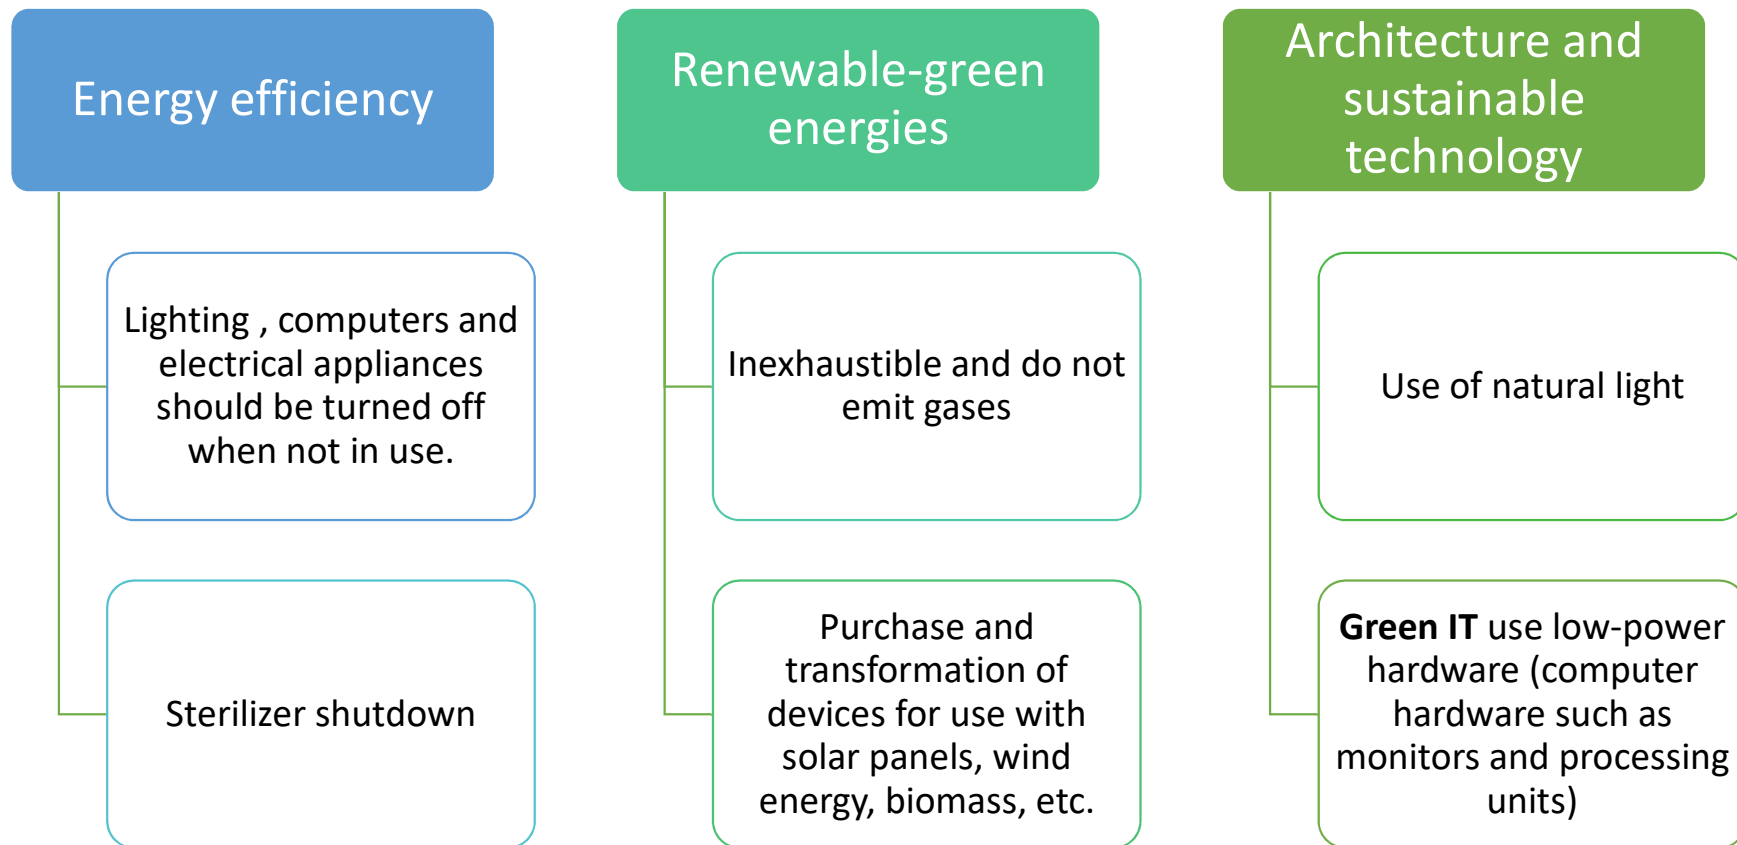 Energy efficiency
Lighting , computers and
electrical appliances
should be turned off
when not in use.
Sterilizer shutdown
Renewable-green
energies
Inexhaustible and do not
emit gases
Purchase and
transformation of
devices for use with
solar panels, wind
energy, biomass, etc.
Architecture and
sustainable
technology
Use of natural light
Green IT use low-power
hardware (computer
hardware such as
monitors and processing
units)